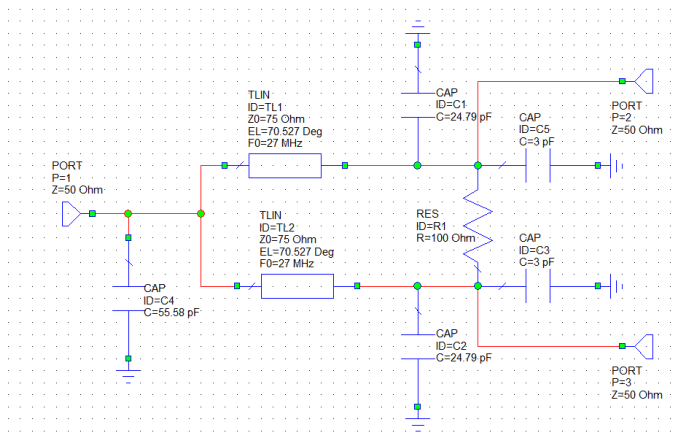 CAP
ID=C1
C=24.79 pF
TLIN
ID=TL1
Z0=75 Ohm
EL=70.527 Deg
F0=27 MHz
PORT
P=2
Z=50 Ohm
CAP
ID=C5
C=3 pF
PORT
P=1
Z=50 Ohm
TLIN
ID=TL2
Z0=75 Ohm
EL=70.527 Deg
F0=27 MHz
RES
ID=R1
R=100 Ohm
CAP
ID=C3
C=3 pF
CAP
ID=C4
C=55.58 pF
CAP
ID=C2
C=24.79 pF
PORT
P=3
Z=50 Ohm